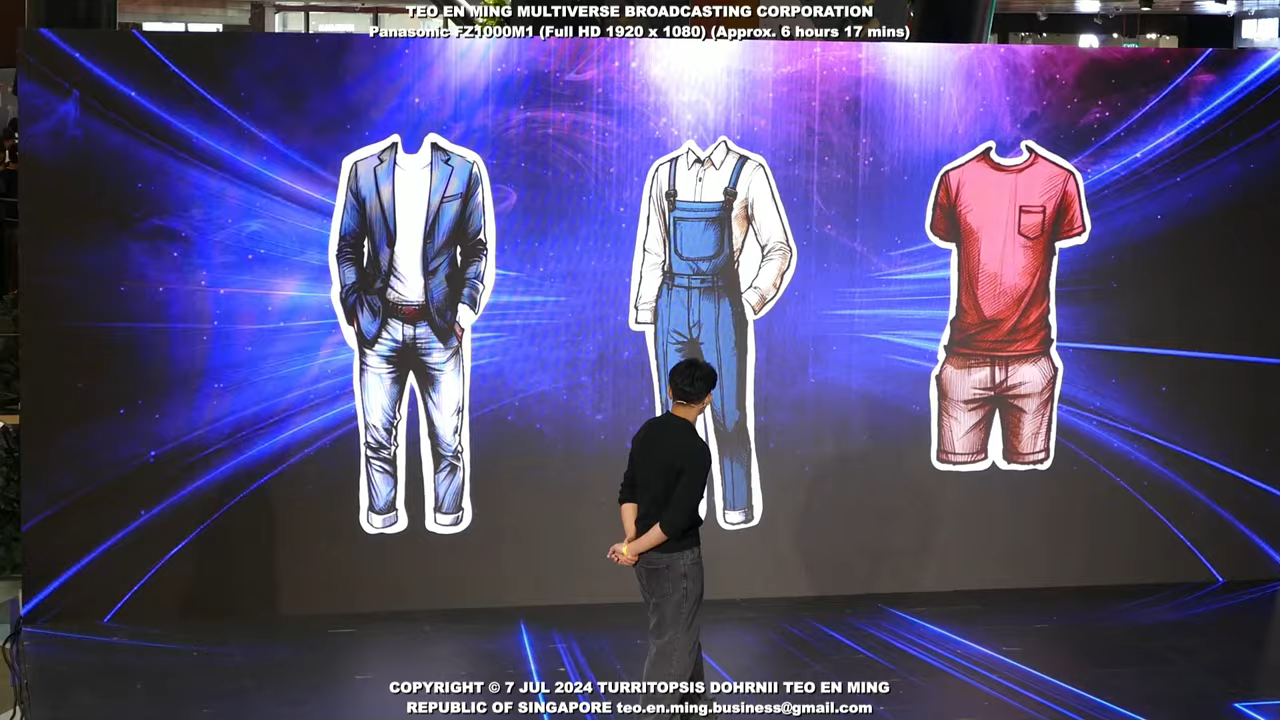 TEO EN MING MULTIVERSE BROADCASTING CORPORATION
Panasonic FZ1000M1 (Full HD 1920 x 1080) (Approx. 6 hours 17 mins)
COPYRIGHT © 7 JUL 2024 TURRITOPSIS DOHRNII TEO EN MING
REPUBLIC OF SINGAPORE teo.en.ming.business@gmail.com